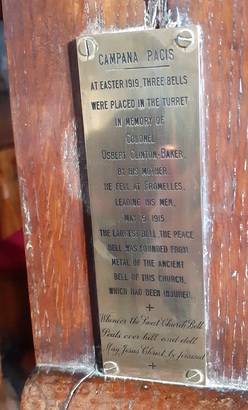 CAMPANA PACIS
AT EASTER 1919, THREE BELLS
WERE PLACED IN THE TURRET
IN MEMORY OF
COLONEL
OSBERT CLINTON-BAKER,
BY HIS MOTHER.
HE FELL AT FROMELLES,
LEADING HIS MEN,
MAY 9 1915.
THE LARGEST BELL THE PEACE
BELL WAS FOUNDED FROM
METAL OF THE ANCIENT
BELL OF THIS CHURCH,
WHICH HAD BEEN INJURED.
Whence'er the Sweet Church Bell
Peals over hill and dell
May Jesus Christ be praised